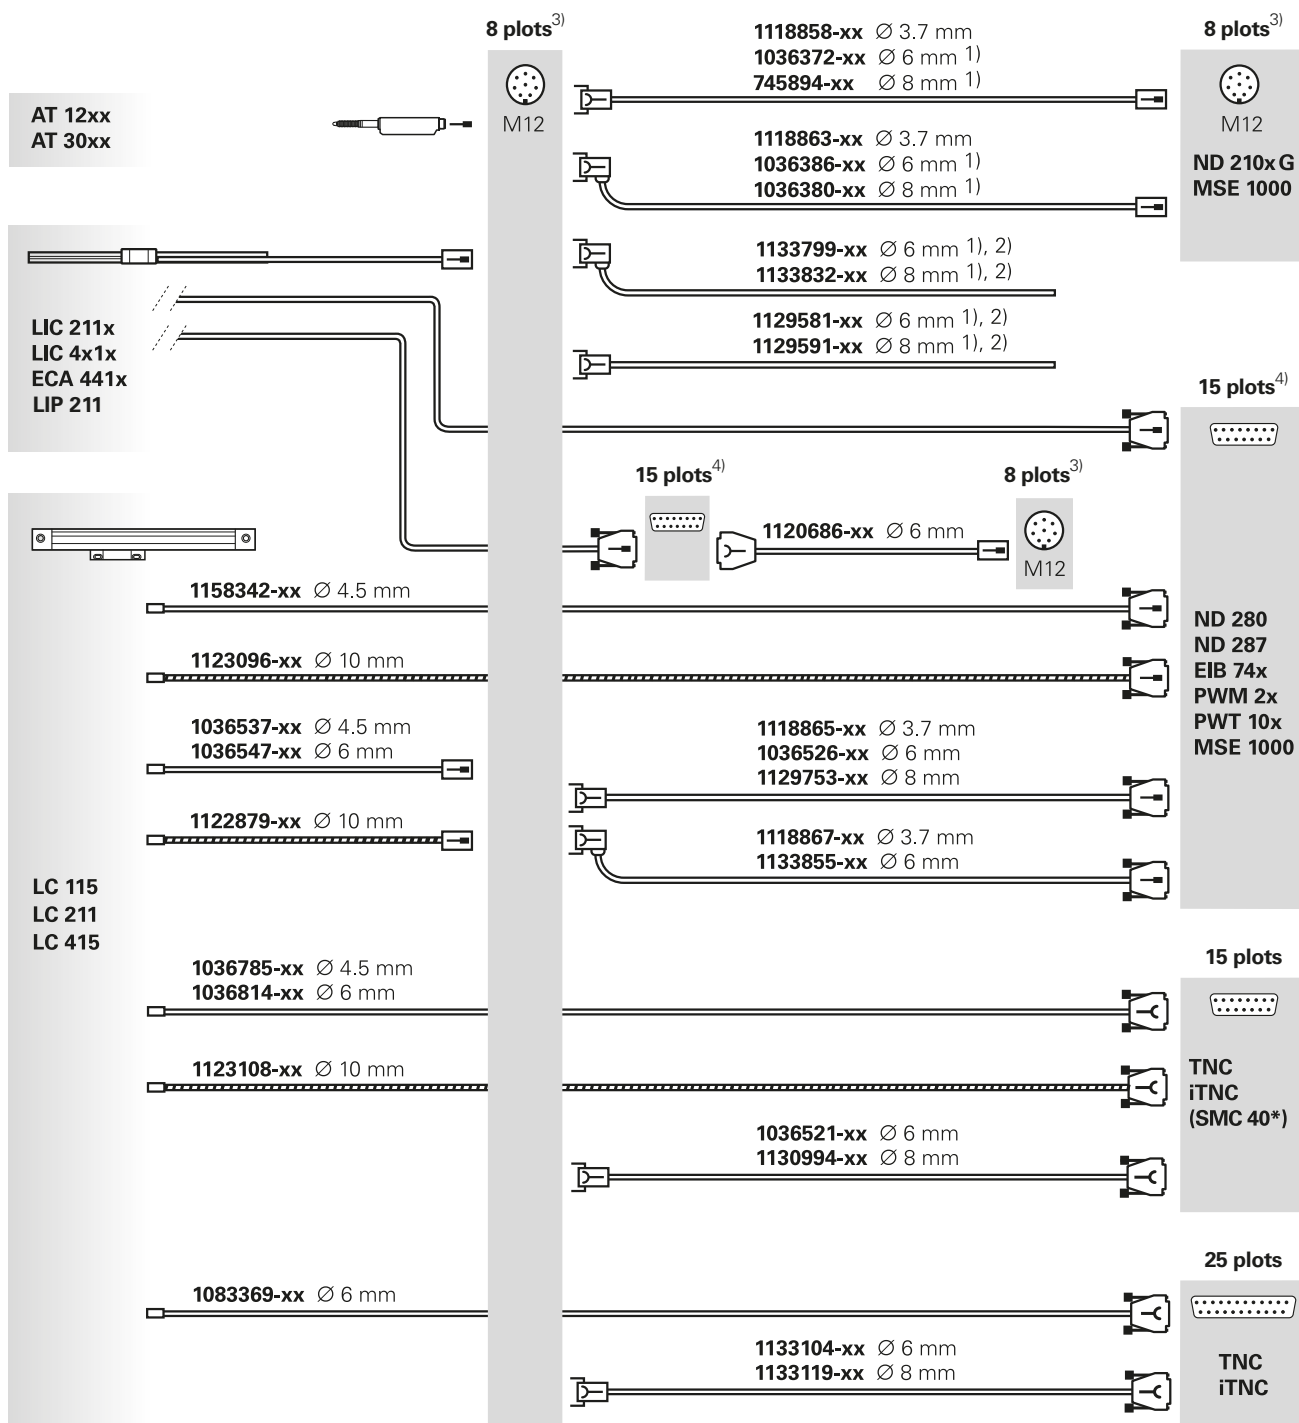 8 plots3)
1118858-xx Ø 3.7 mm
1036372-xx Ø 6 mm 1)
745894-xx Ø 8 mm 1)
8 plots3)
AT 12xx
AT 30xx
M12
M12
1118863-xx Ø 3.7 mm
1036386-xx Ø 6 mm 1)
1036380-xx Ø 8 mm 1)
ND 210x G
MSE 1000
1133799-xx Ø 6 mm 1), 2)
1133832-xx Ø 8 mm 1), 2)
LIC 211x
LIC 4x1x
ECA 441x
LIP 211
1129581-xx Ø 6 mm 1), 2)
1129591-xx Ø 8 mm 1), 2)
15 plots4)
15 plots4)
8 plots3)
1120686-xx Ø 6 mm
M12
1158342-xx Ø 4.5 mm
1123096-xx Ø 10 mm
ND 280
ND 287
EIB 74x
PWM 2x
PWT 10x
MSE 1000
1036537-xx Ø 4.5 mm
1036547-xx Ø 6 mm
1118865-xx Ø 3.7 mm
1036526-xx Ø 6 mm
1129753-xx Ø 8 mm
1122879-xx Ø 10 mm
1118867-xx Ø 3.7 mm
1133855-xx Ø 6 mm
LC 115
LC 211
LC 415
1036785-xx Ø 4.5 mm
1036814-xx Ø 6 mm
15 plots
1123108-xx Ø 10 mm
TNC
iTNC
(SMC 40*)
1036521-xx Ø 6 mm
1130994-xx Ø 8 mm
25 plots
1083369-xx Ø 6 mm
1133104-xx Ø 6 mm
1133119-xx Ø 8 mm
TNC
iTNC